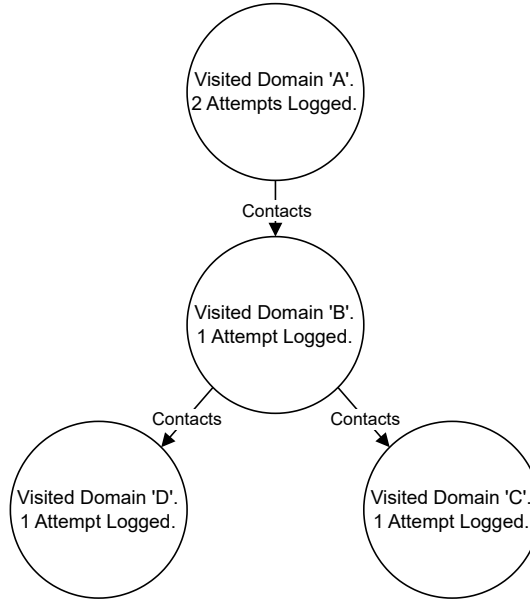 Visited Domain 'A'.
2 Attempts Logged.
Contacts
Visited Domain 'B'.
1 Attempt Logged.
Contacts
Contacts
Visited Domain 'D'.
1 Attempt Logged.
Visited Domain 'C'.
1 Attempt Logged.